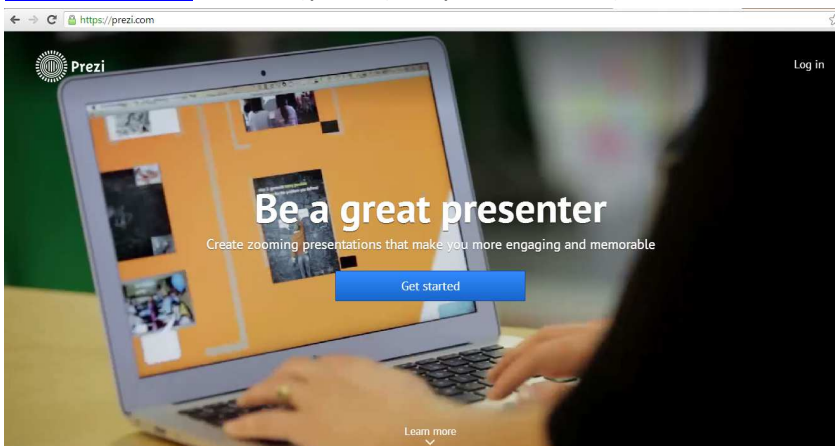 https://prezi.com
Prezi
Log in
Be a great presenter
Create zooming presentations that make you more engaging and memorable
Get started
Learn more